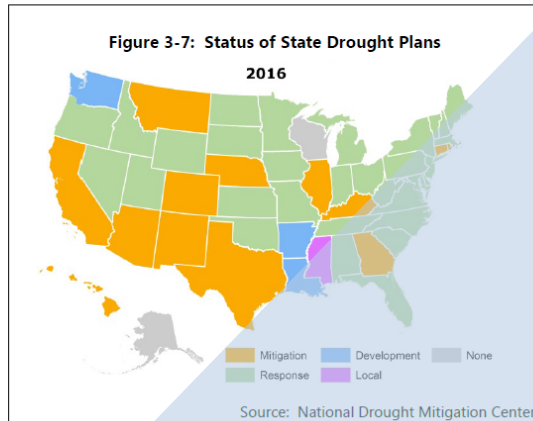 Figure 3-7:  Status of State Drought Plans
2016
Mitigation Development None
Response Local
Source:  National Drought Mitigation Center